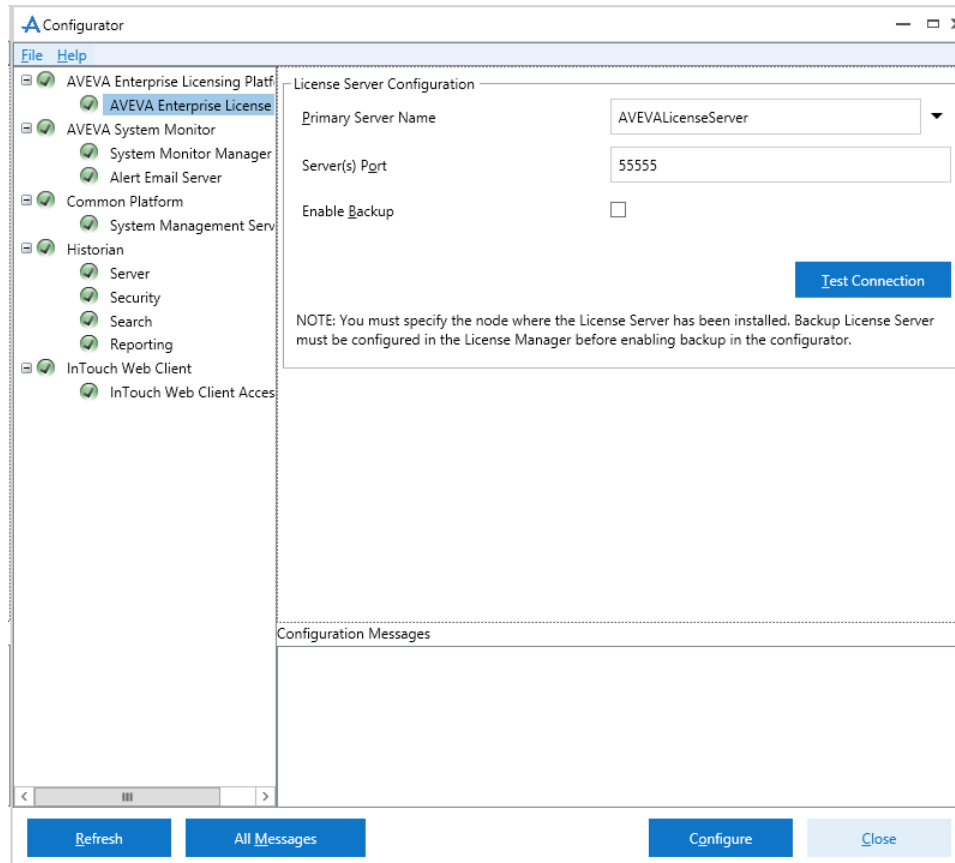 Configurator
File Help
AVEVA Enterprise Licensing Platf
AVEVA Enterprise License
AVEVA System Monitor
System Monitor Manager
Alert Email Server
Common Platform
System Management Serv
Historian
Server
Security
Search
Reporting
InTouch Web Client
InTouch Web Client Acces
License Server Configuration
Primary Server Name
AVEVALicenseServer
Server(s) Port
55555
Enable Backup
Test Connection
NOTE: You must specify the node where the License Server has been installed. Backup License Server
must be configured in the License Manager before enabling backup in the configurator.
Configuration Messages
Refresh
All Messages
Configure
Close